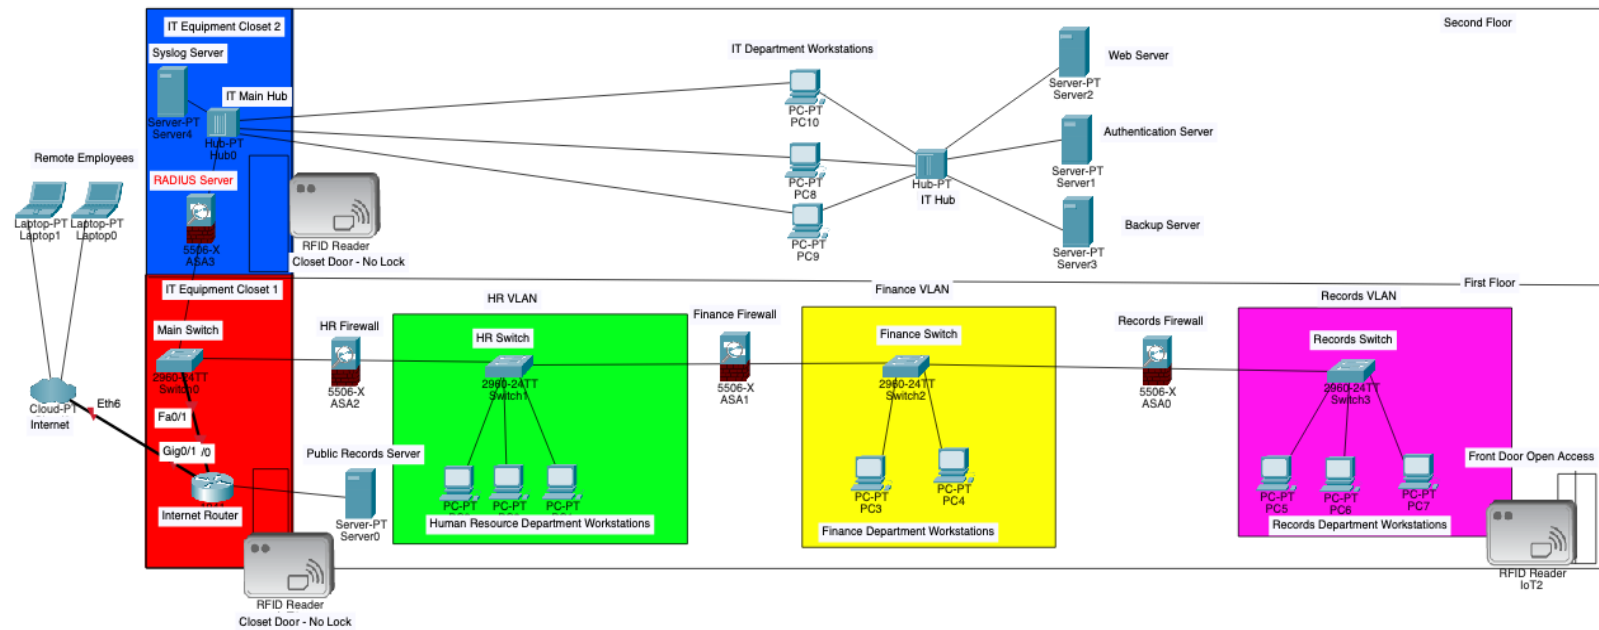 IT Equipment Closet 2
Second Floor
Syslog Server
IT Main Hub
Server-PT
Server4
Hub-PT
Hub0
IT Department Workstations
PC-PT
PC10
PC-PT
PC8
PC-PT
PC9
Hub-PT
IT Hub
Web Server
Server-PT
Server2
Authentication Server
Server-PT
Server1
Backup Server
Server-PT
Server3
Remote Employees
Laptop-PT
Laptop1
Laptop-PT
Laptop0
RADIUS Server
5506-X
ASA3
RFID Reader
Closet Door - No Lock
IT Equipment Closet 1
First Floor
Main Switch
2960-24TT
Switch0
HR Firewall
5506-X
ASA2
HR VLAN
HR Switch
2960-24TT
Switch1
Finance Firewall
5506-X
ASA1
Finance VLAN
Finance Switch
2960-24TT
Switch2
Records Firewall
5506-X
ASA0
Records VLAN
Records Switch
2960-24TT
Switch3
Cloud-PT
Internet
Eth6
Fa0/1
Gig0/1
/0
Internet Router
Public Records Server
Server-PT
Server0
PC-PT
PC-PT
PC-PT
Human Resource Department Workstations
PC-PT
PC3
PC-PT
PC4
Finance Department Workstations
PC-PT
PC5
PC-PT
PC6
PC-PT
PC7
Records Department Workstations
Front Door Open Access
RFID Reader
IoT2
RFID Reader
Closet Door - No Lock